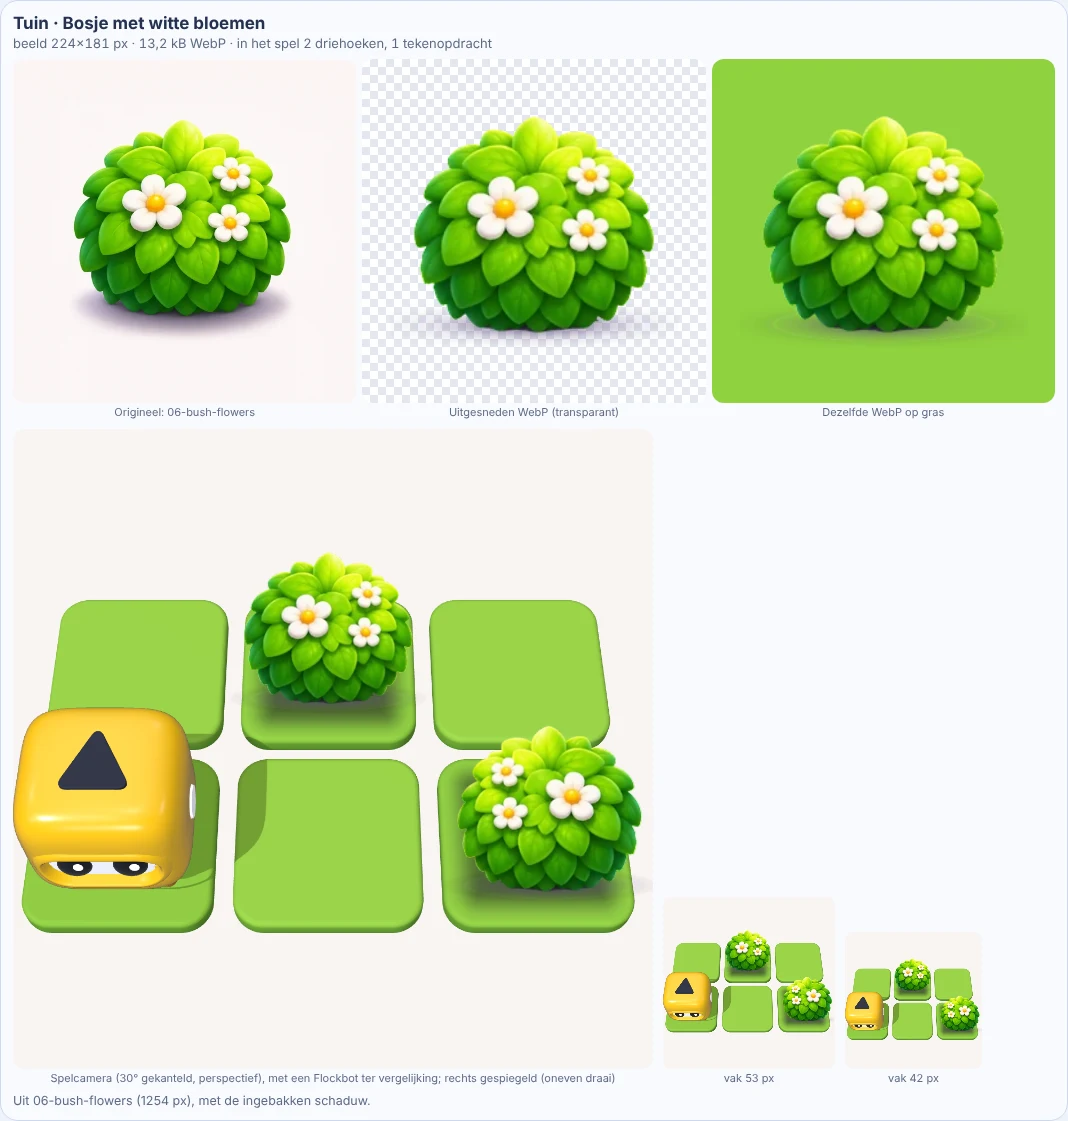 Tuin · Bosje met witte bloemen
beeld 224×181 px · 13,2 kB WebP · in het spel 2 driehoeken, 1 tekenopdracht
Origineel: 06-bush-flowers
Uitgesneden WebP (transparant)
Dezelfde WebP op gras
Spelcamera (30° gekanteld, perspectief), met een Flockbot ter vergelijking; rechts gespiegeld (oneven draai)
vak 53 px
vak 42 px
Uit 06-bush-flowers (1254 px), met de ingebakken schaduw.